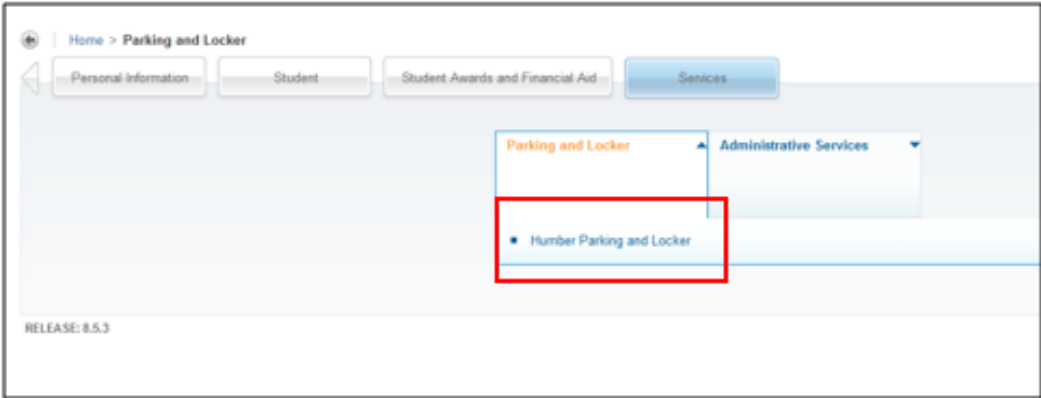 Home > Parking and Locker
Personal Information Student Student Awards and Financial Aid Services
Parking and Locker Administrative Services
Humber Parking and Locker
RELEASE: 8.5.3